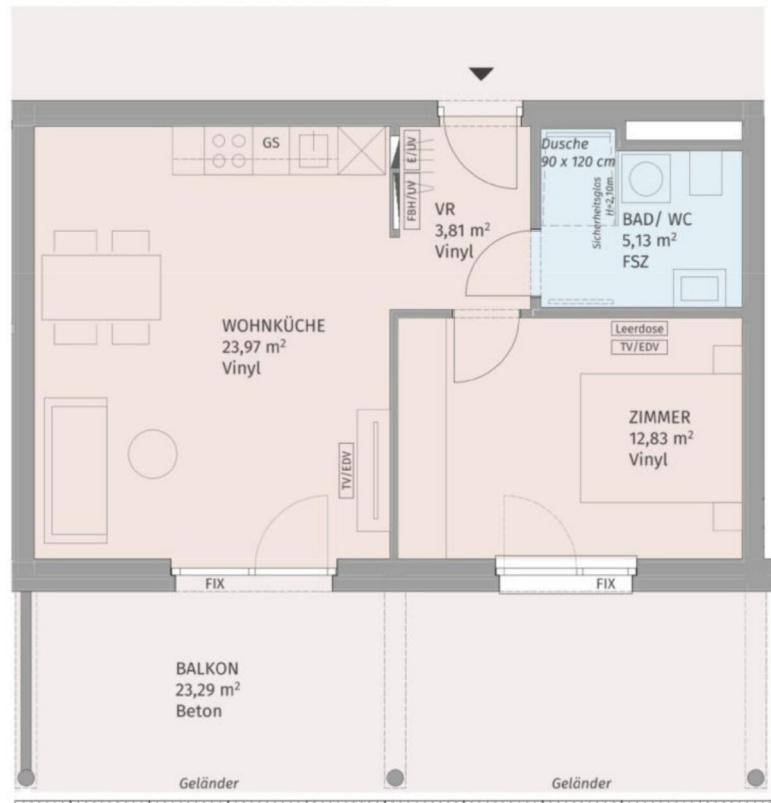 GS
E/UV
FBH/UV
VR
3,81 m²
Vinyl
Dusche
90 x 120 cm
Sicherheitsglas
H=2,10m
BAD/ WC
5,13 m²
FSZ
WOHNKÜCHE
23,97 m²
Vinyl
Leerdose
TV/EDV
ZIMMER
12,83 m²
Vinyl
TV/EDV
FIX
FIX
BALKON
23,29 m²
Beton
Geländer
Geländer